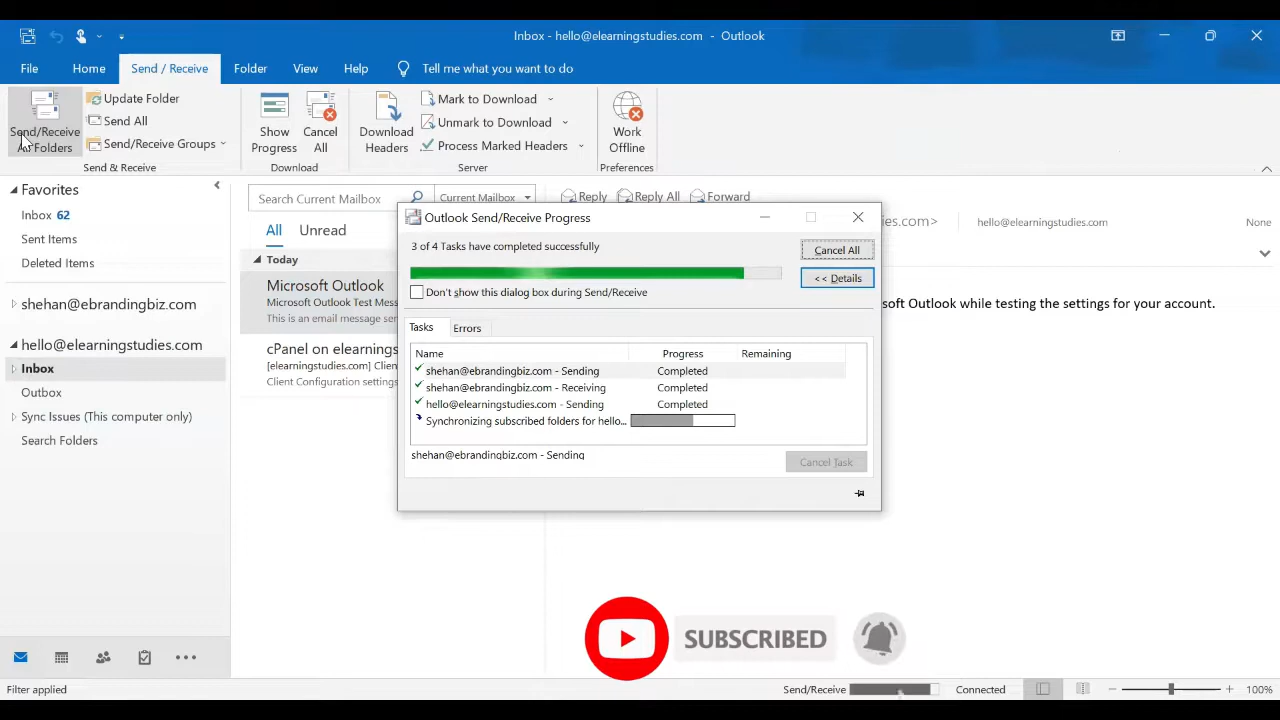 Inbox - hello@elearningstudies.com - Outlook
File Home Send / Receive Folder View Help Tell me what you want to do
Send/Receive
All Folders
Update Folder
Send All
Send/Receive Groups
Send & Receive
Show
Progress
Cancel
All
Download
Download
Headers
Mark to Download
Unmark to Download
Process Marked Headers
Server
Work
Offline
Preferences
Favorites
Inbox 62
Sent Items
Deleted Items
shehan@ebrandingbiz.com
hello@elearningstudies.com
Inbox
Outbox
Sync Issues (This computer only)
Search Folders
Search Current Mailbox Current Mailbox
All Unread
Today
Microsoft Outlook
Microsoft Outlook Test Mess
This is an email message ser
cPanel on elearnings
[elearningstudies.com] Clien
Client Configuration settings
Reply Reply All Forward
es.com> hello@elearningstudies.com None
soft Outlook while testing the settings for your account.
Outlook Send/Receive Progress
3 of 4 Tasks have completed successfully
Cancel All
Don't show this dialog box during Send/Receive
<< Details
Tasks Errors
Name Progress Remaining
shehan@ebrandingbiz.com - Sending Completed
shehan@ebrandingbiz.com - Receiving Completed
hello@elearningstudies.com - Sending Completed
Synchronizing subscribed folders for hello...
shehan@ebrandingbiz.com - Sending
Cancel Task
SUBSCRIBED
Filter applied
Send/Receive Connected 100%